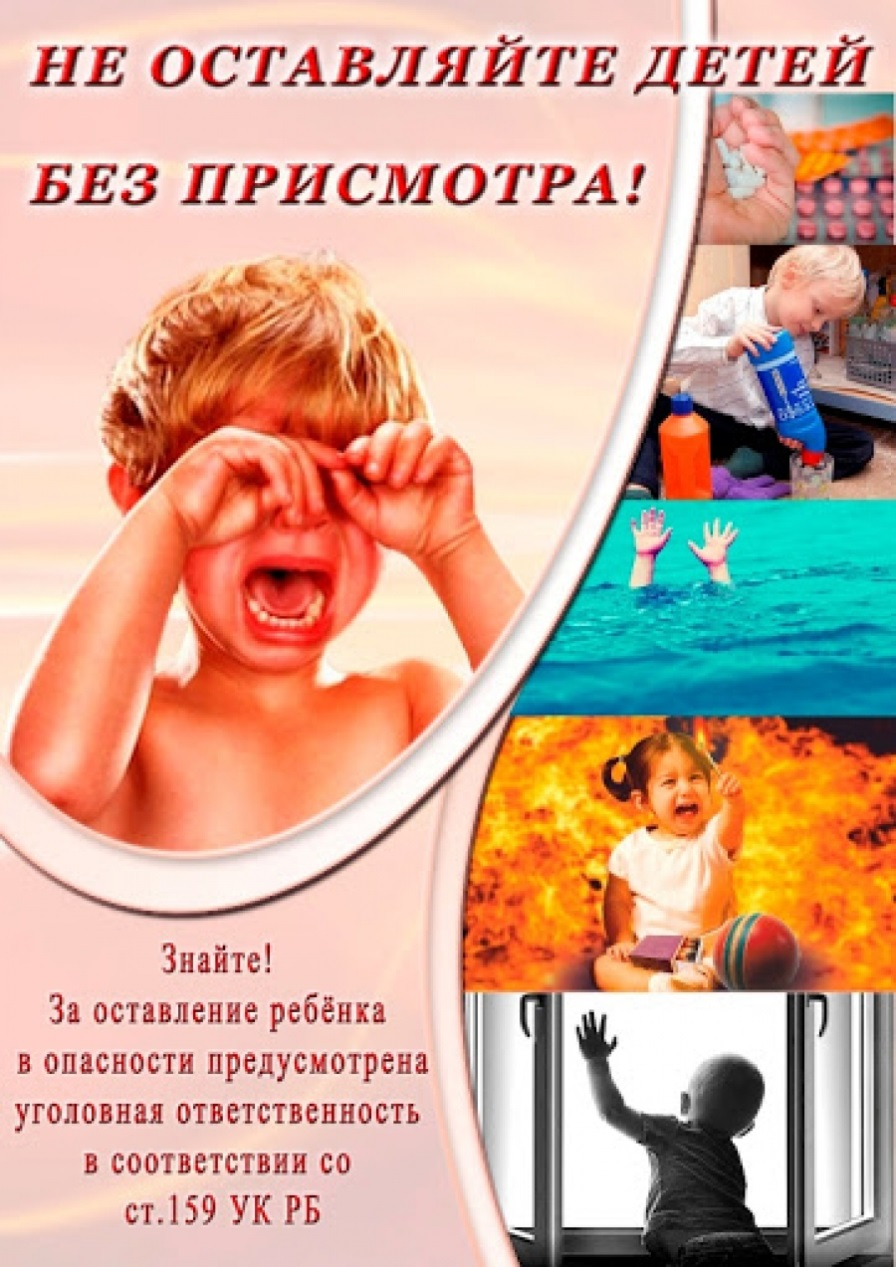 НЕ ОСТАВЛЯЙТЕ ДЕТЕЙ
БЕЗ ПРИСМОТРА!
Знайте!
За оставление ребёнка
в опасности предусмотрена
уголовная ответственность
в соответствии со
ст.159 УК РБ